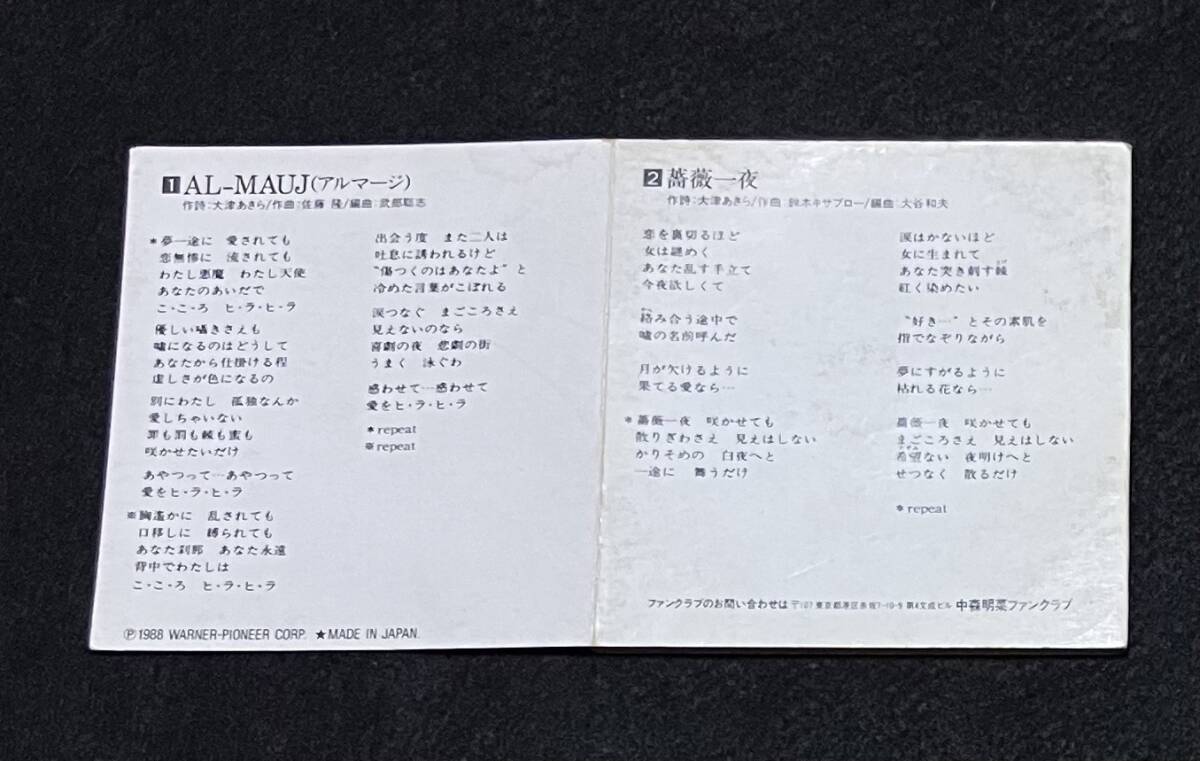 1 AL-MAUJ(アルマージ)
作詩:大津あきら/作曲:佐藤 隆/編曲:武部聡志
*夢一途に 愛されても
恋無惨に 流されても
わたし悪魔 わたし天使
あなたのあいだで
こ・こ・ろ ヒ・ラ・ヒ・ラ
優しい囁きさえも
嘘になるのはどうして
あなたから仕掛ける程
虚しさが色になるの
別にわたし 孤独なんか
愛しちゃいない
罪も罰も棘も蜜も
咲かせたいだけ
あやつって…あやつって
愛をヒ・ラ・ヒ・ラ
※胸濫かに 乱されても
口移しに 縛られても
あなた刹那 あなた永遠
背中でわたしは
こ・こ・ろ ヒ・ラ・ヒ・ラ
出会う度 また二人は
吐息に誘われるけど
"傷つくのはあなたよ"と
冷めた言葉がこぼれる
涙つなぐ まごころさえ
見えないのなら
喜劇の夜 悲劇の街
うまく 泳ぐわ
惑わせて…惑わせて
愛をヒ・ラ・ヒ・ラ
*repeat
※repeat
Ⓟ1988 WARNER-PIONEER CORP. ★MADE IN JAPAN.
2 薔薇一夜
作詩:大津あきら/作曲:鈴木キサブロー/編曲:大谷和夫
恋を裏切るほど
女は謎めく
あなた乱す手立て
今夜欲しくて
絡み合う途中で
嘘の名前呼んだ
月が欠けるように
果てる愛なら…
*薔薇一夜 咲かせても
散りぎわさえ 見えはしない
かりそめの 白夜へと
一途に 舞うだけ
涙はかないほど
女に生まれて
あなた突き刺す棘
紅く染めたい
"好き…"とその素肌を
指でなぞりながら
夢にすがるように
枯れる花なら…
薔薇一夜 咲かせても
まごころさえ 見えはしない
希望ない 夜明けへと
せつなく 散るだけ
*repeat
ファンクラブのお問い合わせは 〒107 東京都港区赤坂7-10-9 第4文成ビル 中森明菜ファンクラブ